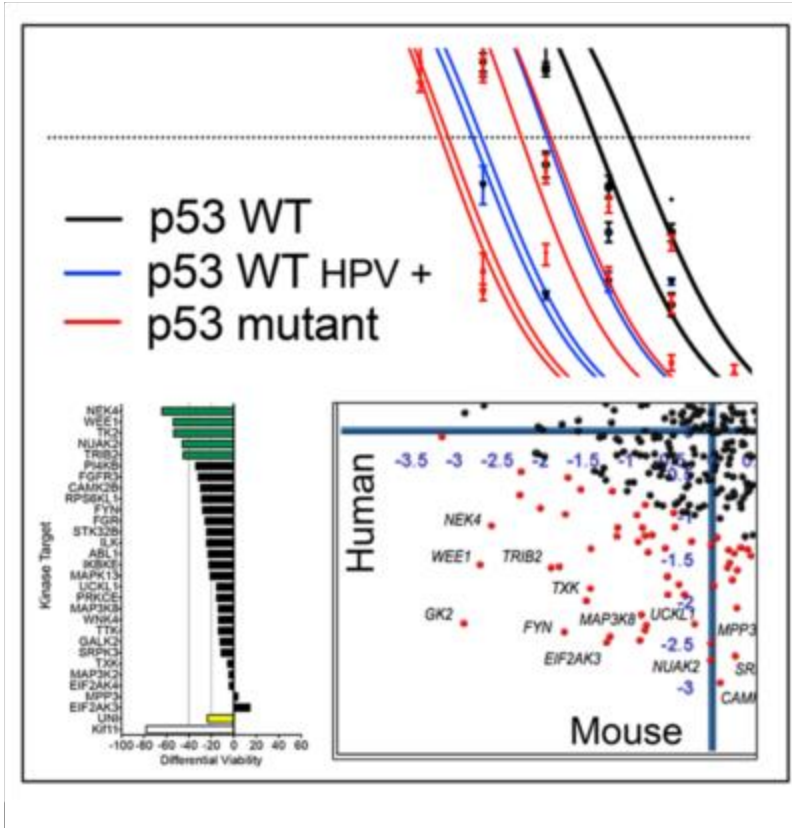 p53 WT
p53 WT HPV +
p53 mutant
Kinase Target
NEK4
WEE1
TK2
NUAK2
TRIB2
PI4KB
FGFR3
CAMK2B
RPS6KL1
FYN
FGR
STK32B
ILK
ABL1
IKBKE
MAPK13
UCKL1
PRKCE
MAP3K8
WNK4
TTK
GALK2
SRPK3
TXK
MAP3K2
EIF2AK4
MPP3
EIF2AK3
UNI
Kif11
-100 -80 -60 -40 -20 0 20 40 60
Differential Viability
Human
-3.5 -3 -2.5 -2 -1.5 -1
-1
-1.5
-2
-2.5
-3
NEK4
WEE1
TRIB2
TXK
GK2
FYN
MAP3K8
UCKL1
MPP3
EIF2AK3
NUAK2
SRI
CAMI
Mouse